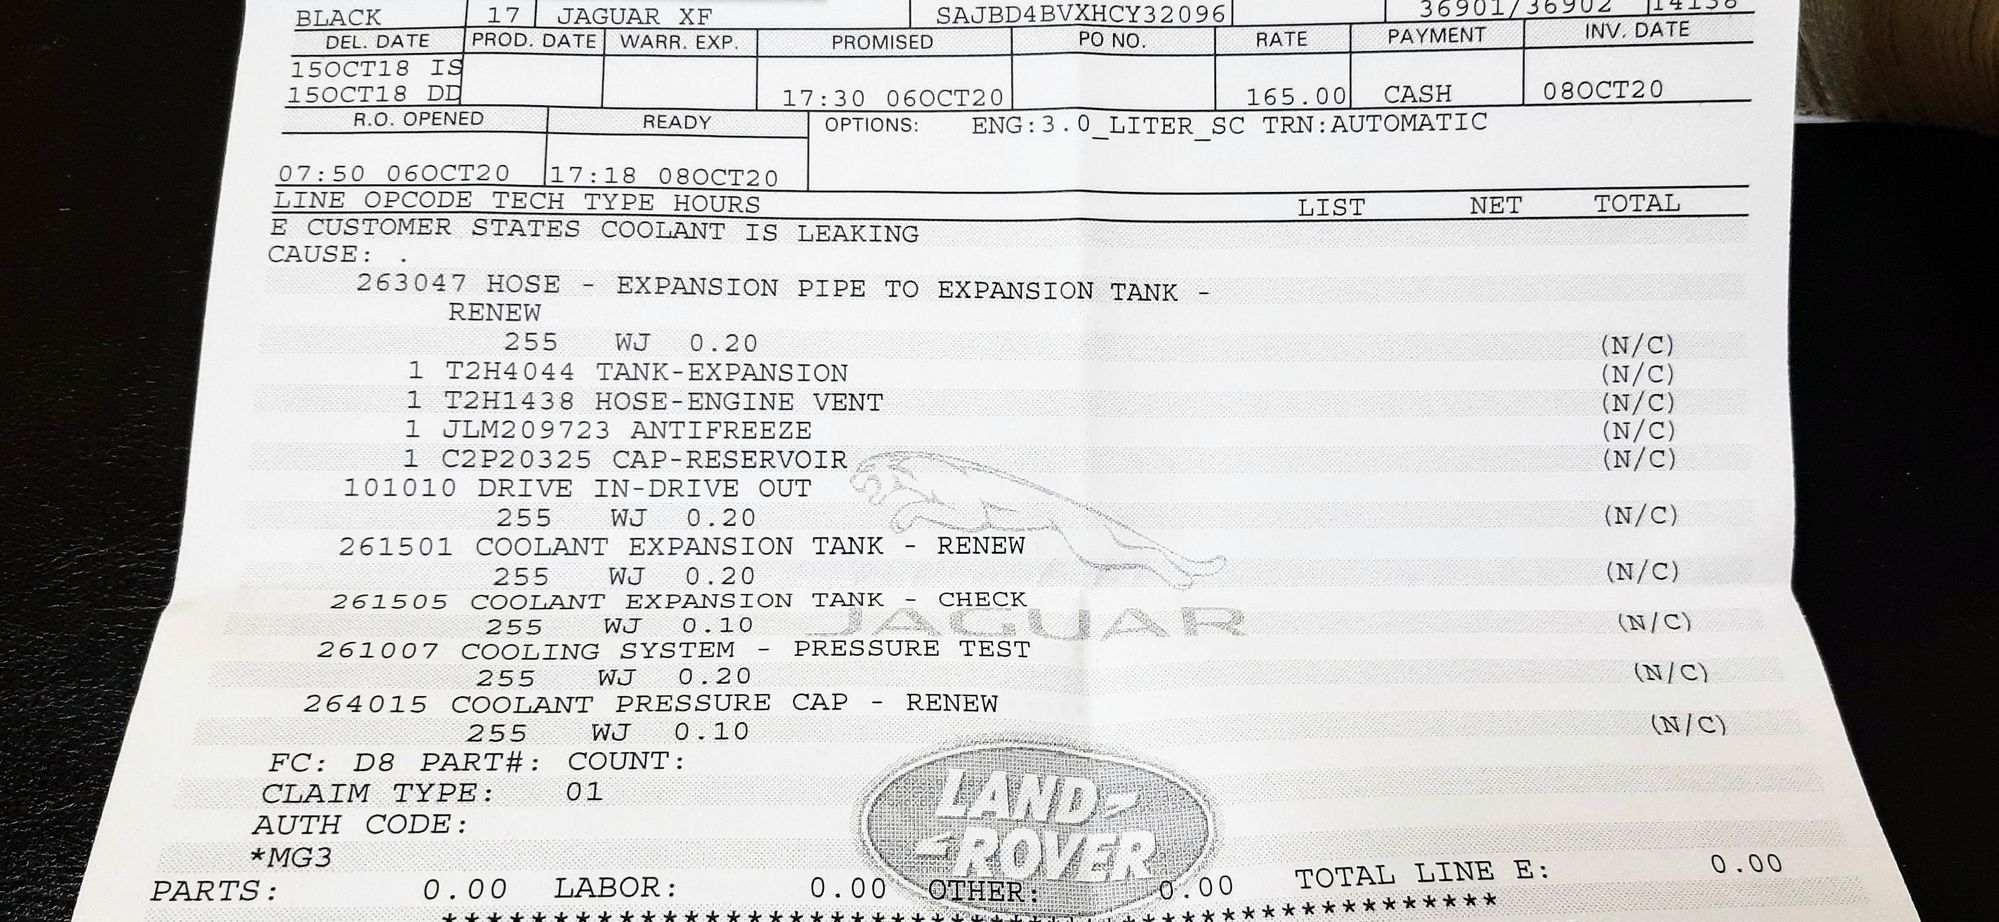 BLACK 17 JAGUAR XF SAJBD4BVXHCY32096 36901/36902 14138
DEL. DATE PROD. DATE WARR. EXP. PROMISED PO NO. RATE PAYMENT INV. DATE
15OCT18 IS
15OCT18 DD 17:30 06OCT20 165.00 CASH 08OCT20
R.O. OPENED READY OPTIONS: ENG:3.0_LITER_SC TRN:AUTOMATIC
07:50 06OCT20 17:18 08OCT20
LINE OPCODE TECH TYPE HOURS LIST NET TOTAL
E CUSTOMER STATES COOLANT IS LEAKING
CAUSE: .
263047 HOSE - EXPANSION PIPE TO EXPANSION TANK -
RENEW
255 WJ 0.20 (N/C)
1 T2H4044 TANK-EXPANSION (N/C)
1 T2H1438 HOSE-ENGINE VENT (N/C)
1 JLM209723 ANTIFREEZE (N/C)
1 C2P20325 CAP-RESERVOIR (N/C)
101010 DRIVE IN-DRIVE OUT
255 WJ 0.20 (N/C)
261501 COOLANT EXPANSION TANK - RENEW
255 WJ 0.20 (N/C)
261505 COOLANT EXPANSION TANK - CHECK
255 WJ 0.10 (N/C)
JAGUAR
261007 COOLING SYSTEM - PRESSURE TEST
255 WJ 0.20 (N/C)
264015 COOLANT PRESSURE CAP - RENEW
255 WJ 0.10 (N/C)
FC: D8 PART#: COUNT:
CLAIM TYPE: 01
AUTH CODE:
*MG3
LAND
ROVER
PARTS: 0.00 LABOR: 0.00 OTHER: 0.00 TOTAL LINE E: 0.00